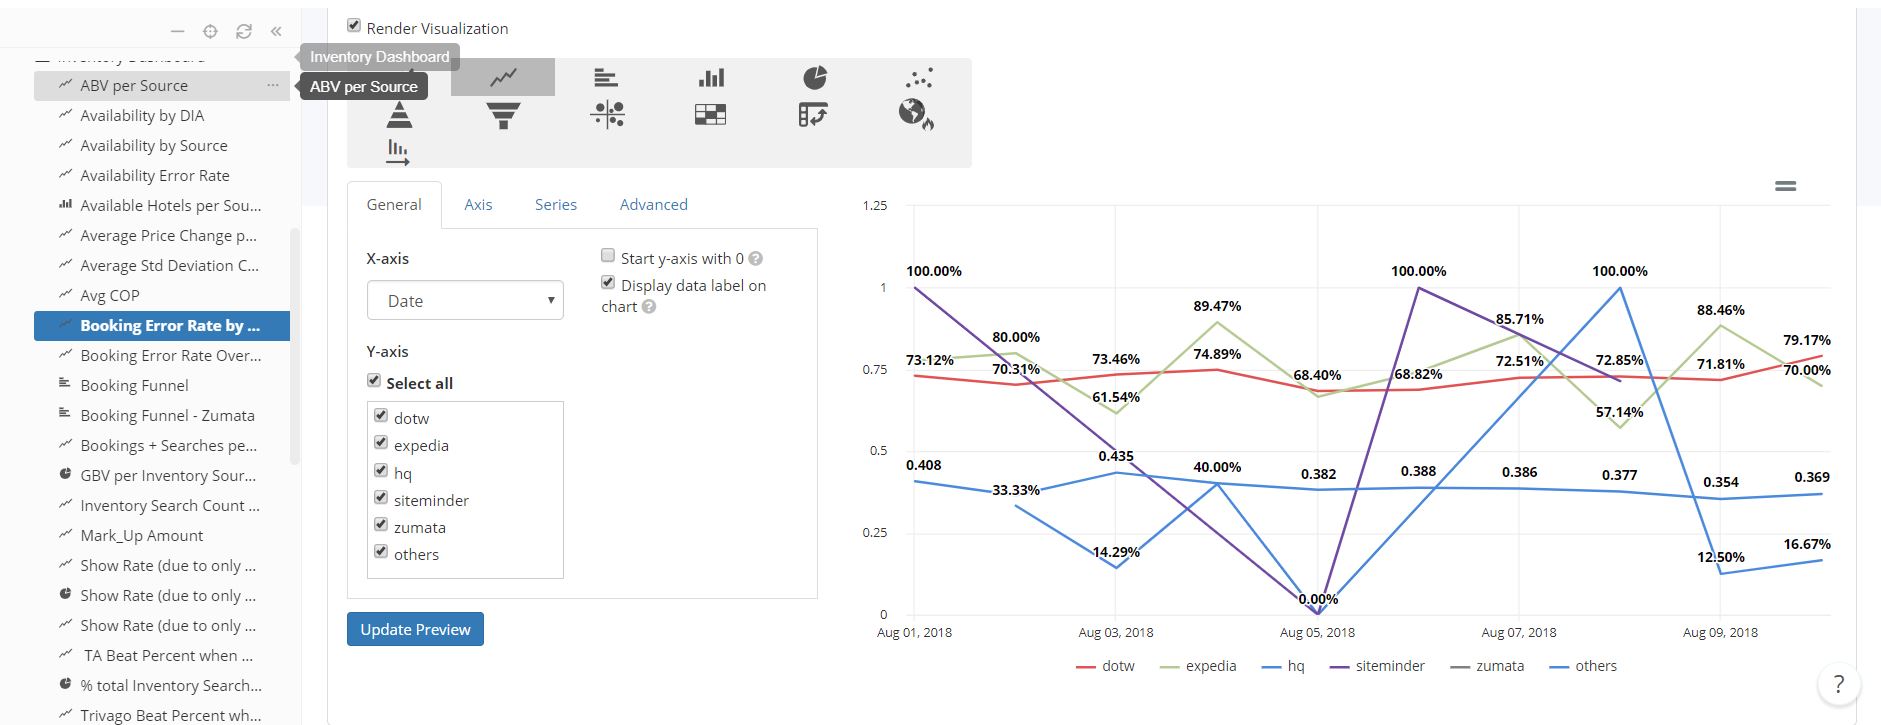 Render Visualization
Inventory Dashboard
Inventory Dashboard
ABV per Source
ABV per Source
Availability by DIA
Availability by Source
Availability Error Rate
Available Hotels per Sou...
Average Price Change p...
Average Std Deviation C...
Avg COP
Booking Error Rate by ...
Booking Error Rate Over...
Booking Funnel
Booking Funnel - Zumata
Bookings + Searches pe...
GBV per Inventory Sour...
Inventory Search Count ...
Mark_Up Amount
Show Rate (due to only ...
Show Rate (due to only ...
Show Rate (due to only ...
TA Beat Percent when ...
% total Inventory Search...
Trivago Beat Percent wh...
General Axis Series Advanced
X-axis
Date
Start y-axis with 0 ?
Display data label on
chart ?
Y-axis
Select all
dotw
expedia
hq
siteminder
zumata
others
Update Preview
1.25
100.00% 100.00% 100.00%
1
89.47% 88.46%
85.71%
80.00% 79.17%
73.12% 73.46% 74.89% 72.51% 72.85% 71.81%
0.75
70.31% 68.40% 68.82% 70.00%
61.54% 57.14%
0.5
0.408 0.435 40.00% 0.382 0.388 0.386 0.377 0.354 0.369
33.33%
0.25
14.29% 12.50% 16.67%
0.00%
0
Aug 01, 2018 Aug 03, 2018 Aug 05, 2018 Aug 07, 2018 Aug 09, 2018
dotw expedia hq siteminder zumata others
?